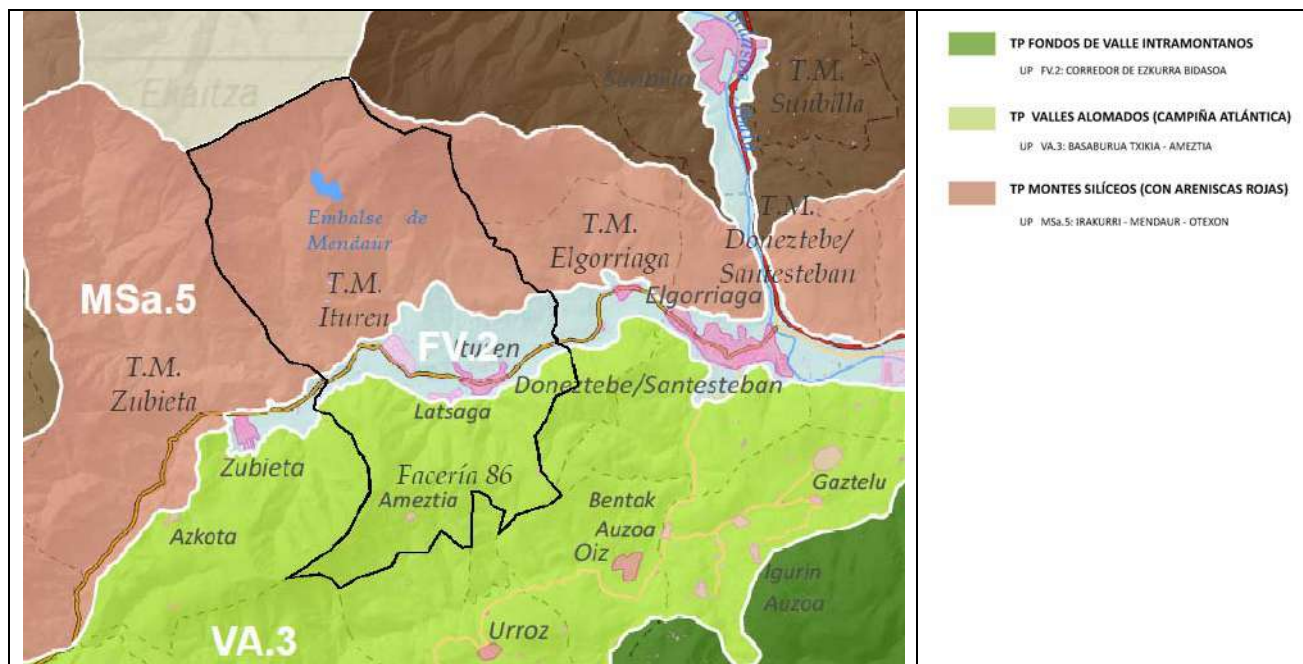 Ekaitza
Sunbilla
T.M.
Sunbilla
Embalse de
Mendaur
T.M.
Elgorriaga
T.M.
Doneztebe/
Santesteban
MSa.5
T.M.
Ituren
Elgorriaga
FV.2
Ituren
T.M.
Zubieta
Doneztebe/Santesteban
Latsaga
Zubieta
Facería 86
Ameztia
Bentak
Auzoa
Gaztelu
Azkota
Oiz
Igurin
Auzoa
Urroz
VA.3
TP FONDOS DE VALLE INTRAMONTANOS
UP FV.2: CORREDOR DE EZKURRA BIDASOA
TP VALLES ALOMADOS (CAMPIÑA ATLÁNTICA)
UP VA.3: BASABURUA TXIKIA - AMEZTIA
TP MONTES SILÍCEOS (CON ARENISCAS ROJAS)
UP MSa.5: IRAKURRI - MENDAUR - OTEXON